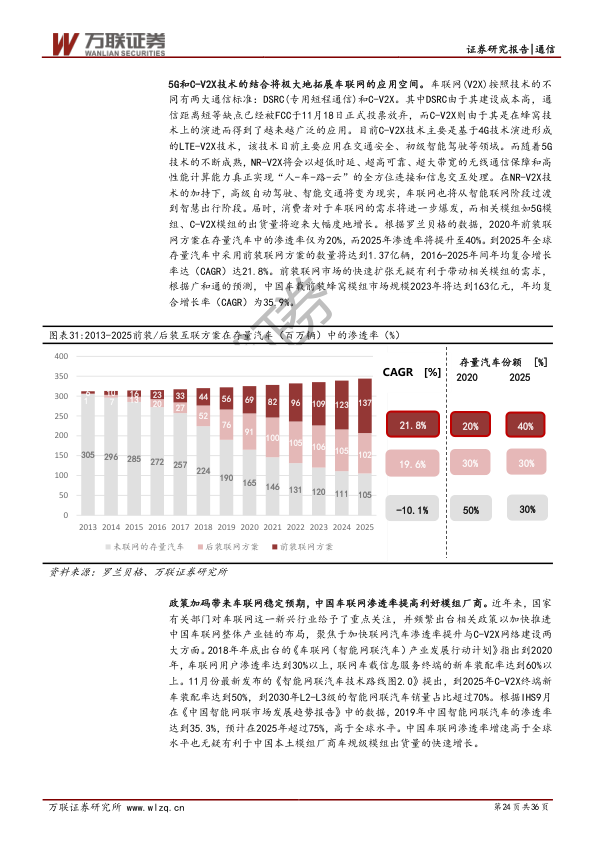 万联证券
WANLIAN SECURITIES
证券研究报告|通信
5G和C-V2X技术的结合将极大地拓展车联网的应用空间。车联网(V2X)按照技术的不
同有两大通信标准：DSRC(专用短程通信)和C-V2X。其中DSRC由于其建设成本高，通
信距离短等缺点已经被FCC于11月18日正式投票放弃，而C-V2X则由于其是在蜂窝技
术上的演进而得到了越来越广泛的应用。目前C-V2X技术主要是基于4G技术演进形成
的LTE-V2X技术，该技术目前主要应用在交通安全、初级智能驾驶等领域。而随着5G
技术的不断成熟，NR-V2X将会以超低时延、超高可靠、超大带宽的无线通信保障和高
性能计算能力真正实现“人-车-路-云”的全方位连接和信息交互处理。在NR-V2X技
术的加持下，高级自动驾驶、智能交通将变为现实，车联网也将从智能联网阶段过渡
到智慧出行阶段。届时，消费者对于车联网的需求将进一步爆发，而相关模组如5G模
组、C-V2X模组的出货量将迎来大幅度地增长。根据罗兰贝格的数据，2020年前装联
网方案在存量汽车中的渗透率仅为20%，而2025年渗透率将提升至40%。到2025年全球
存量汽车中采用前装联网方案的数量将达到1.37亿辆，2016-2025年间年均复合增长
率达（CAGR）达21.8%。前装联网市场的快速扩张无疑有利于带动相关模组的需求，
根据广和通的预测，中国车载前装蜂窝模组市场规模2023年将达到163亿元，年均复
合增长率（CAGR）为35.9%。
图表31:2013-2025前装/后装互联方案在存量汽车（百万辆）中的渗透率（%）
400
350
300
250
200
150
100
50
0
6 10 16 23 33 44 56 69 82 96 109 123 137
1 7 13 20 27 52 76 91 100 105 106 105 102
305 296 285 272 257 224 190 165 146 131 120 111 105
2013 2014 2015 2016 2017 2018 2019 2020 2021 2022 2023 2024 2025
未联网的存量汽车 后装联网方案 前装联网方案
存量汽车份额 [%]
CAGR [%] 2020 2025
21.8% 20% 40%
19.6% 30% 30%
-10.1% 50% 30%
资料来源：罗兰贝格、万联证券研究所
政策加码带来车联网稳定预期，中国车联网渗透率提高利好模组厂商。近年来，国家
有关部门对车联网这一新兴行业给予了重点关注，并频繁出台相关政策以加快推进
中国车联网整体产业链的布局，聚焦于加快联网汽车渗透率提升与C-V2X网络建设两
大方面。2018年年底出台的《车联网（智能网联汽车）产业发展行动计划》指出到2020
年，车联网用户渗透率达到30%以上，联网车载信息服务终端的新车装配率达到60%以
上。11月份最新发布的《智能网联汽车技术路线图2.0》提出，到2025年C-V2X终端新
车装配率达到50%，到2030年L2-L3级的智能网联汽车销量占比超过70%。根据IHS9月
在《中国智能网联市场发展趋势报告》中的数据，2019年中国智能网联汽车的渗透率
达到35.3%，预计在2025年超过75%，高于全球水平。中国车联网渗透率增速高于全球
水平也无疑有利于中国本土模组厂商车规级模组出货量的快速增长。
万联证券研究所 www.wlzq.cn
第24页共36页